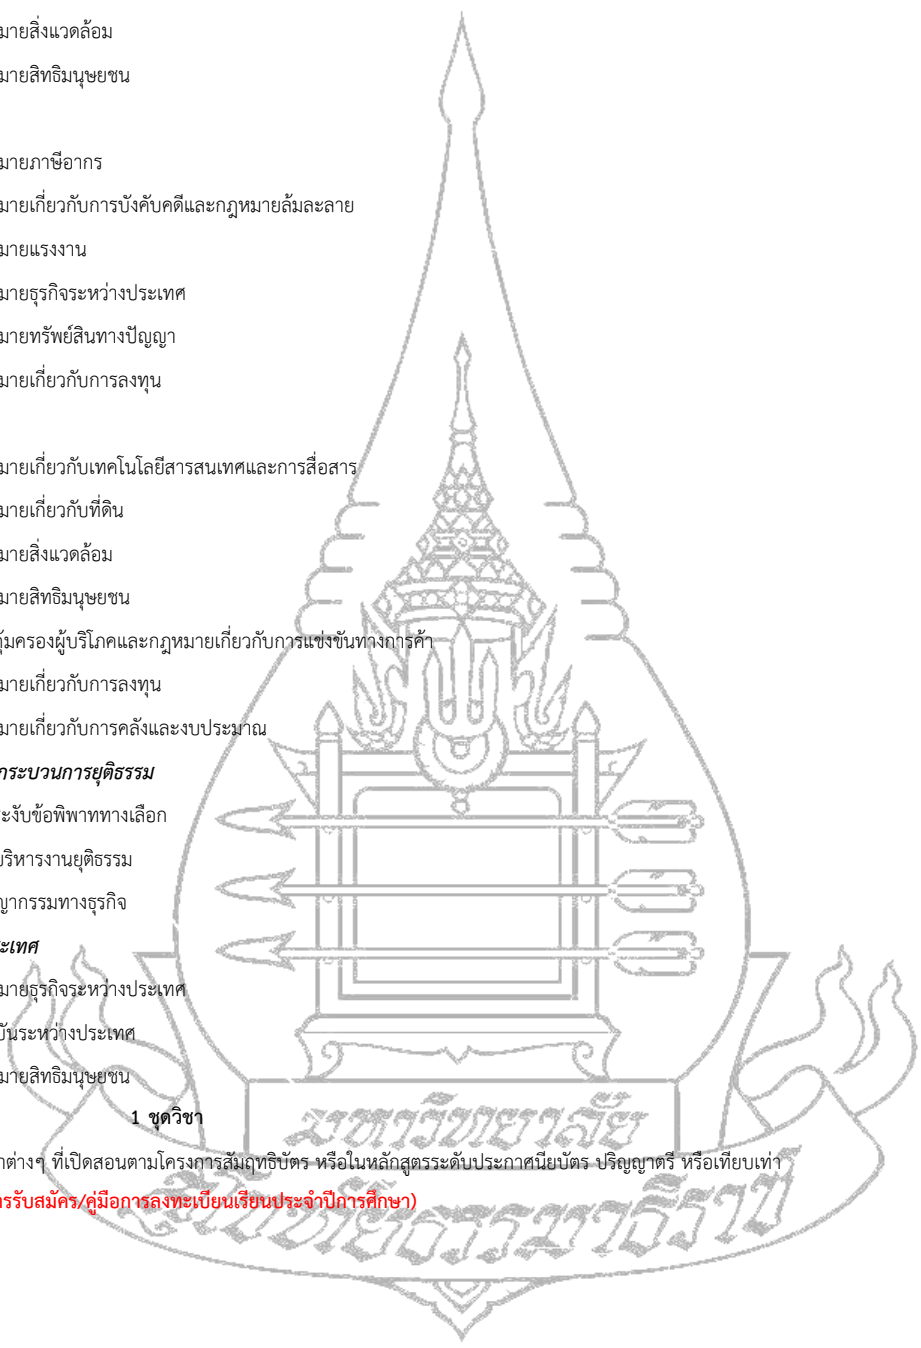 มายสิ่งแวดล้อม
มายสิทธิมนุษยชน
มายภาษีอากร
มายเกี่ยวกับการบังคับคดีและกฎหมายล้มละลาย
มายแรงงาน
มายธุรกิจระหว่างประเทศ
มายทรัพย์สินทางปัญญา
มายเกี่ยวกับการลงทุน
มายเกี่ยวกับเทคโนโลยีสารสนเทศและการสื่อสาร
มายเกี่ยวกับที่ดิน
มายสิ่งแวดล้อม
มายสิทธิมนุษยชน
คุ้มครองผู้บริโภคและกฎหมายเกี่ยวกับการแข่งขันทางการค้า
มายเกี่ยวกับการลงทุน
มายเกี่ยวกับการคลังและงบประมาณ
กระบวนการยุติธรรม
ะงับข้อพิพาททางเลือก
บริหารงานยุติธรรม
ญากรรมทางธุรกิจ
ะเทศ
มายธุรกิจระหว่างประเทศ
บันระหว่างประเทศ
มายสิทธิมนุษยชน
1 ชุดวิชา
าต่างๆ ที่เปิดสอนตามโครงการสัมฤทธิบัตร หรือในหลักสูตรระดับประกาศนียบัตร ปริญญาตรี หรือเทียบเท่า
ารรับสมัคร/คู่มือการลงทะเบียนเรียนประจำปีการศึกษา)
มหาวิทยาลัย
สุโขทัยธรรมาธิราช